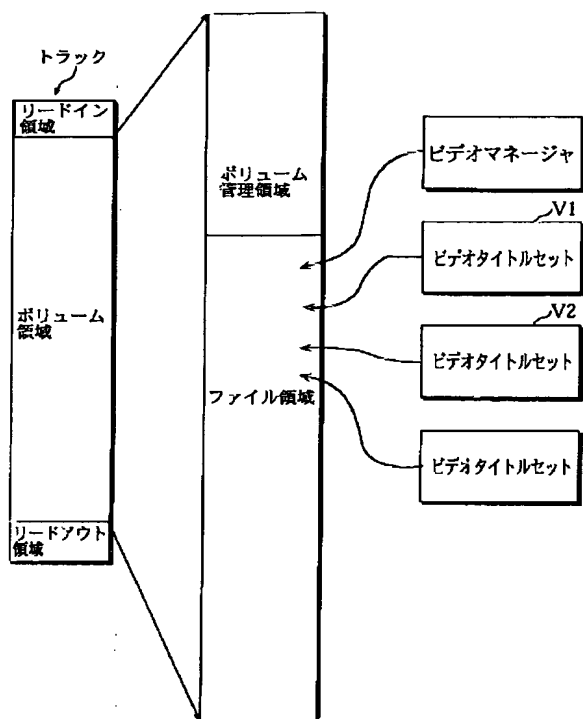 トラック
リードイン
領域
ボリューム
領域
リードアウト
領域
ボリューム
管理領域
ファイル領域
ビデオマネージャ
V1
ビデオタイトルセット
V2
ビデオタイトルセット
ビデオタイトルセット